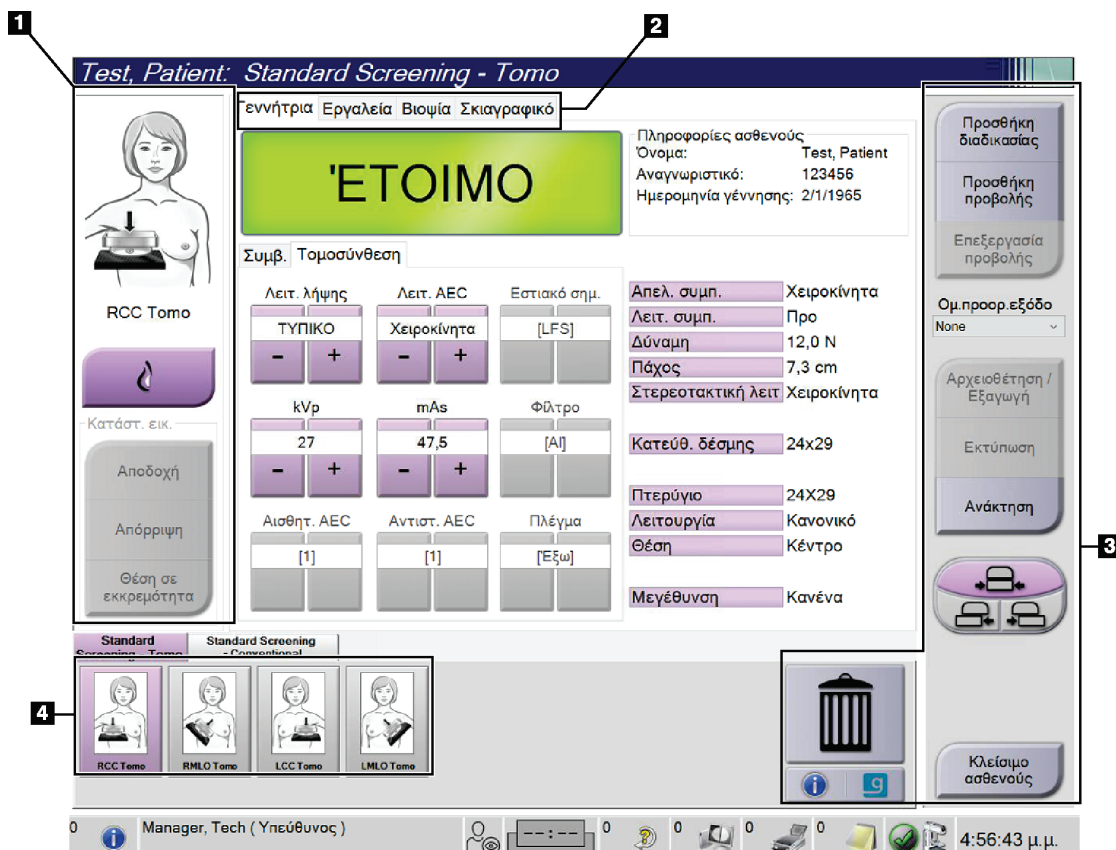 1
2
Test, Patient: Standard Screening - Tomo
Γεννήτρια Εργαλεία Βιοψία Σκιαγραφικό
ΈΤΟΙΜΟ
Πληροφορίες ασθενούς
Όνομα: Test, Patient
Αναγνωριστικό: 123456
Ημερομηνία γέννησης: 2/1/1965
RCC Tomo
Κατάστ. εικ.
Αποδοχή
Απόρριψη
Θέση σε
εκκρεμότητα
Συμβ. Τομοσύνθεση
Λειτ. λήψης Λειτ. AEC Εστιακό σημ.
ΤΥΠΙΚΟ Χειροκίνητα [LFS]
- + - +
kVp mAs Φίλτρο
27 47,5 [Al]
- + - +
Αισθητ. AEC Αντιστ. AEC Πλέγμα
[1] [1] [Έξω]
Απελ. συμπ. Χειροκίνητα
Λειτ. συμπ. Προ
Δύναμη 12,0 N
Πάχος 7,3 cm
Στερεοτακτική λειτ Χειροκίνητα
Κατεύθ. δέσμης 24x29
Πτερύγιο 24X29
Λειτουργία Κανονικό
Θέση Κέντρο
Μεγέθυνση Κανένα
Προσθήκη
διαδικασίας
Προσθήκη
προβολής
Επεξεργασία
προβολής
Ομ.προορ.εξόδο
None
Αρχειοθέτηση /
Εξαγωγή
Εκτύπωση
Ανάκτηση
3
Κλείσιμο
ασθενούς
Standard
Screening - Tomo
Standard Screening
- Conventional
4
RCC Tomo RMLO Tomo LCC Tomo LMLO Tomo
0 Manager, Tech ( Υπεύθυνος ) --:-- 0 0 0 0 4:56:43 μ.μ.